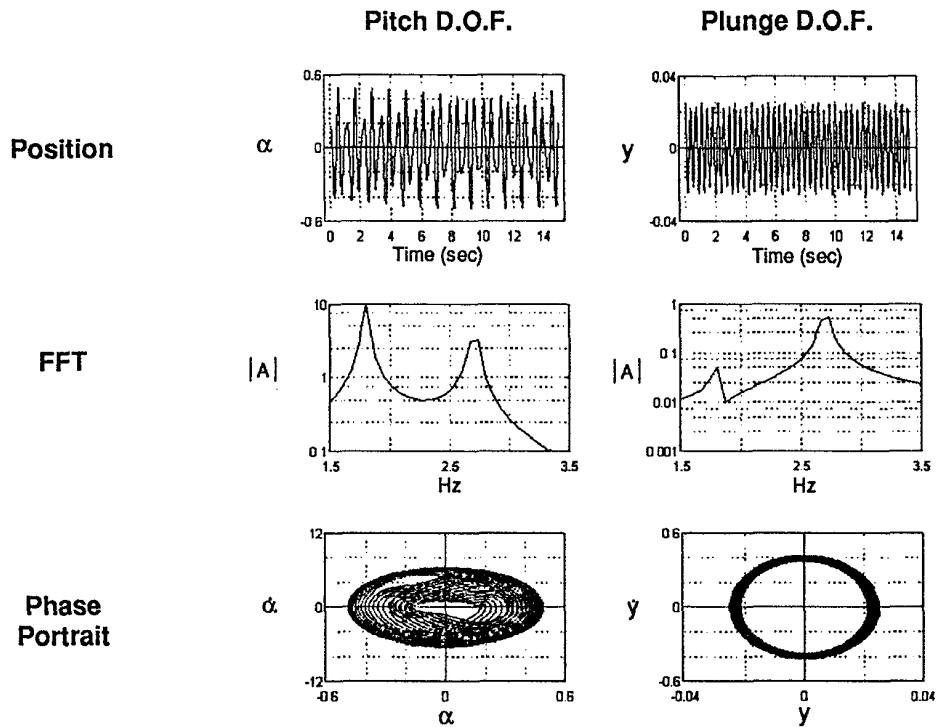 Pitch D.O.F. Plunge D.O.F.
Position
α
0.6
0
-0.6
0 2 4 6 8 10 12 14
Time (sec)
y
0.04
0
-0.04
0 2 4 6 8 10 12 14
Time (sec)
FFT
|A|
10
1
0.1
1.5 2.5 3.5
Hz
|A|
1
0.1
0.01
0.001
1.5 2.5 3.5
Hz
Phase
Portrait
α̇
12
0
-12
-0.6 0 0.6
α
ẏ
0.6
0
-0.6
-0.04 0 0.04
y